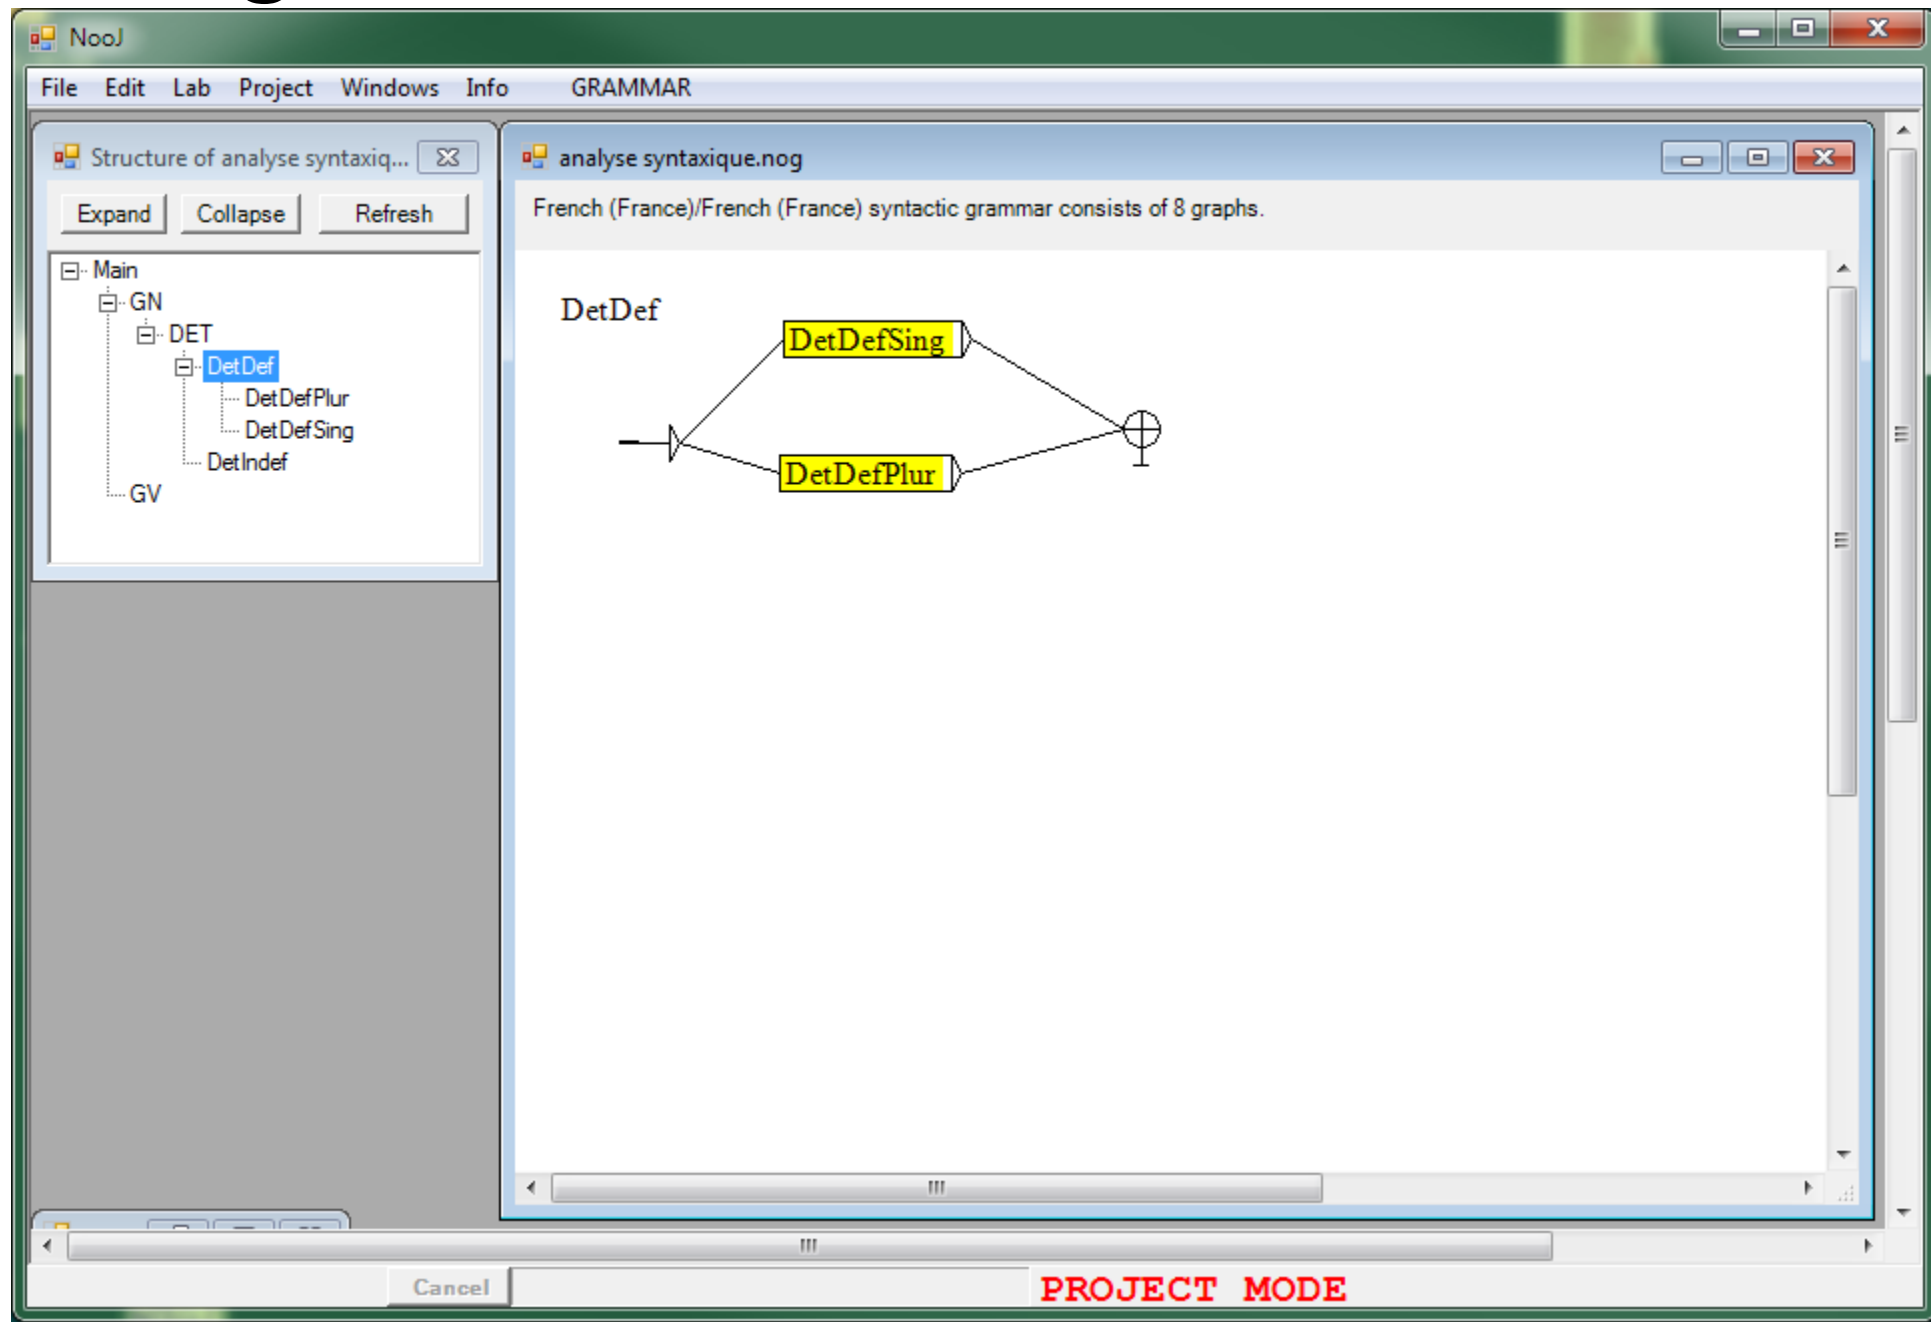 NooJ
File Edit Lab Project Windows Info GRAMMAR
Structure of analyse syntaxiq...
Expand Collapse Refresh
Main
GN
DET
DetDef
DetDefPlur
DetDefSing
DetIndef
GV
analyse syntaxique.nog
French (France)/French (France) syntactic grammar consists of 8 graphs.
DetDef
DetDefSing
DetDefPlur
Cancel
PROJECT MODE